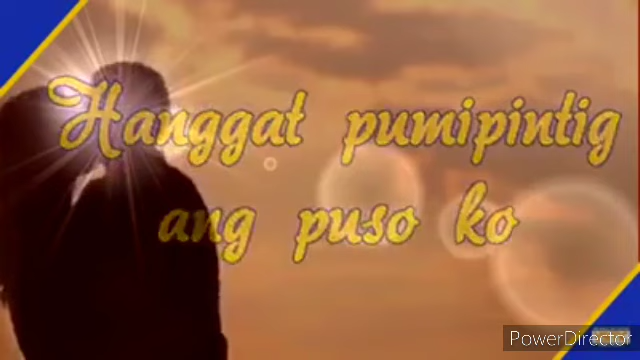 Hanggat pumipintig
ang puso ko
PowerDirector